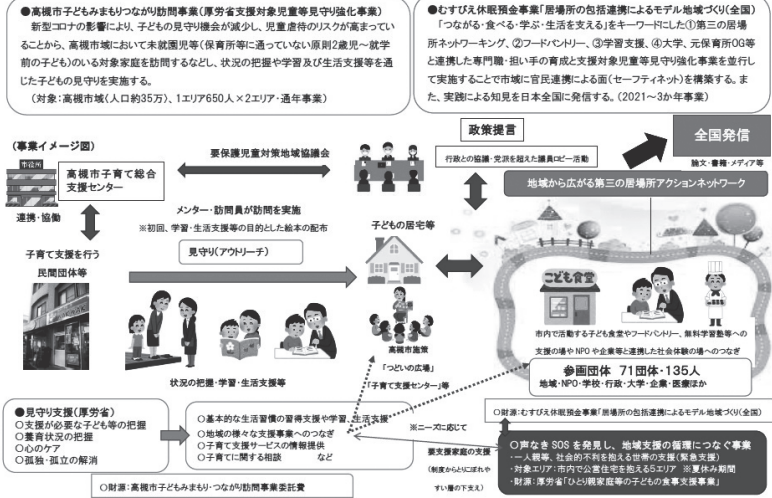 ●高槻市子どもみまもりつながり訪問事業(厚労省支援対象児童等見守り強化事業)
新型コロナの影響により、子どもの見守り機会が減少し、児童虐待のリスクが高まってい
ることから、高槻市域において未就園児等(保育所等に通っていない原則2歳児～就学
前の子ども)のいる対象家庭を訪問するなどし、状況の把握や学習及び生活支援等を通
じた子どもの見守りを実施する。
(対象:高槻市域(人口約35万)、1エリア650人×2エリア・通年事業)
●むすびえ休眠預金事業「居場所の包括連携によるモデル地域づくり(全国)
「つながる・食べる・学ぶ・生活を支える」をキーワードにした①第三の居場
所ネットワーキング、②フードパントリー、③学習支援、④大学、元保育所OG等
と連携した専門職・担い手の育成と支援対象児童等見守り強化事業を並行し
て実施することで市域に官民連携による面(セーフティネット)を構築する。ま
た、実践による知見を日本全国に発信する。(2021～3か年事業)
(事業イメージ図)
市役所
高槻市子育て総合
支援センター
連携・協働
要保護児童対策地域協議会
政策提言
行政との協議・党派を超えた議員ロビー活動
全国発信
論文・書籍・メディア等
地域から広がる第三の居場所アクションネットワーク
メンター・訪問員が訪問を実施
※初回、学習・生活支援等の目的とした絵本の配布
見守り(アウトリーチ)
子育て支援を行う
民間団体等
子どもの居宅等
こども食堂
高槻市施策
「つどいの広場」
「子育て支援センター」等
状況の把握・学習・生活支援等
市内で活動する子ども食堂やフードパントリー、無料学習塾等への
支援の場やNPOや企業等と連携した社会体験の場へのつなぎ
参画団体 71団体・135人
地域・NPO・学校・行政・大学・企業・医療ほか
○財源:むすびえ休眠預金事業「居場所の包括連携によるモデル地域づくり(全国)
●見守り支援(厚労省)
○支援が必要な子ども等の把握
○養育状況の把握
○心のケア
○孤独・孤立の解消
○基本的な生活習慣の習得支援や学習、生活支援*
○地域の様々な支援事業へのつなぎ
○子育て支援サービスの情報提供
○子育てに関する相談 など
※ニーズに応じて
要支援家庭の支援
(制度からとりこぼれや
すい層の下支え)
○声なきSOSを発見し、地域支援の循理につなぐ事業
・一人親等、社会的不利を抱える世帯の支援(緊急支援)
・対象エリア:市内で公営住宅を抱える5エリア ※夏休み期間
・財源:厚労省「ひとり親家庭等の子どもの食事支援事業」
○財源:高槻市子どもみまもり・つながり訪問事業委託費